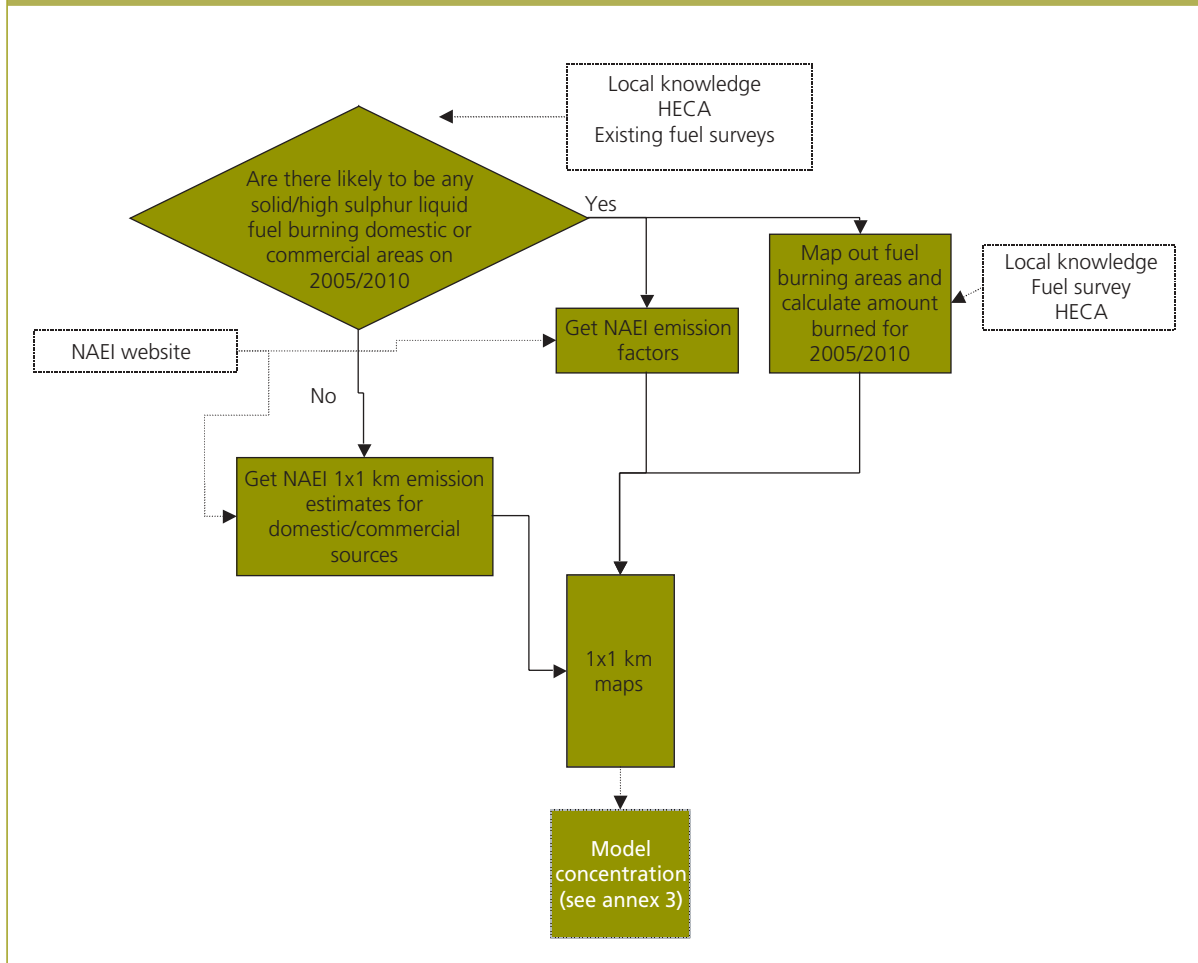 Local knowledge
HECA
Existing fuel surveys
Are there likely to be any
solid/high sulphur liquid
fuel burning domestic or
commercial areas on
2005/2010
Yes
Map out fuel
burning areas and
calculate amount
burned for
2005/2010
Local knowledge
Fuel survey
HECA
NAEI website
Get NAEI emission
factors
No
Get NAEI 1x1 km emission
estimates for
domestic/commercial
sources
1x1 km
maps
Model
concentration
(see annex 3)